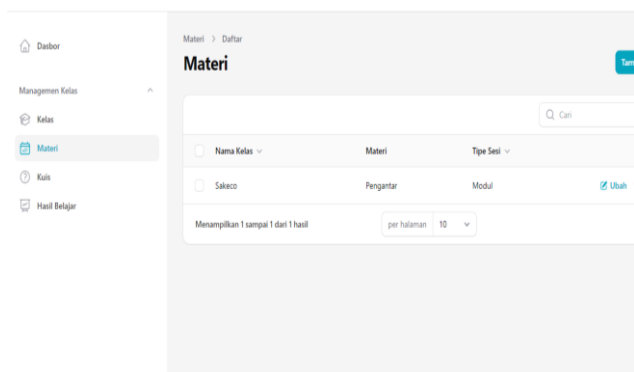 Dasbor
Managemen Kelas
Kelas
Materi
Kuis
Hasil Belajar
Materi > Daftar
Materi
Tam
Cari
Nama Kelas Materi Tipe Sesi
Sakeco Pengantar Modul Ubah
Menampilkan 1 sampai 1 dari 1 hasil per halaman 10